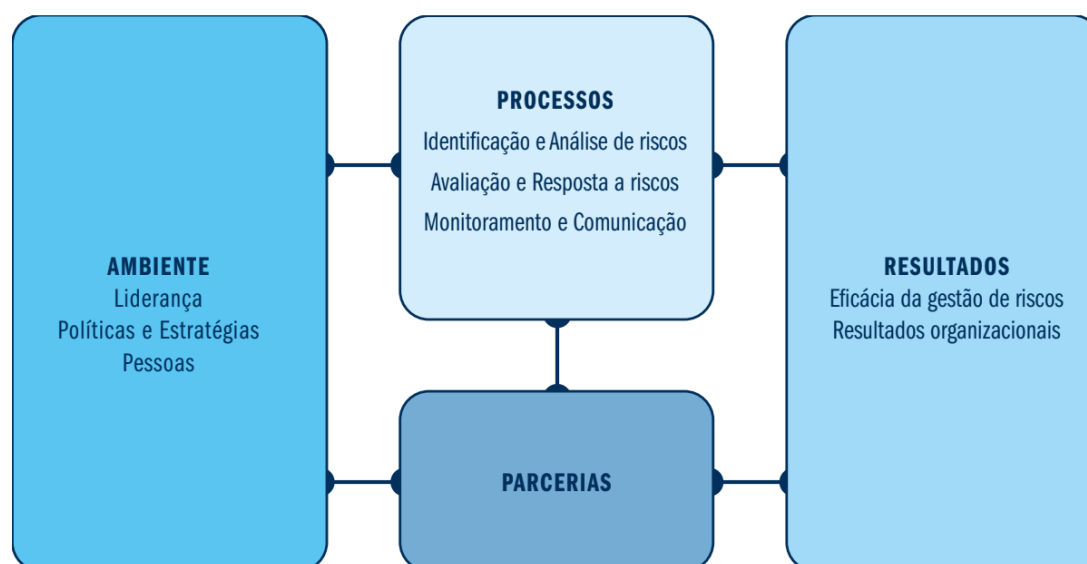 AMBIENTE
Liderança
Políticas e Estratégias
Pessoas
PROCESSOS
Identificação e Análise de riscos
Avaliação e Resposta a riscos
Monitoramento e Comunicação
PARCERIAS
RESULTADOS
Eficácia da gestão de riscos
Resultados organizacionais